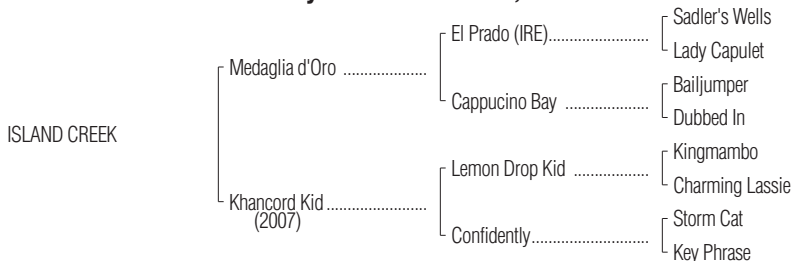 El Prado (IRE)
Sadler's Wells
Lady Capulet
Medaglia d'Oro
Cappucino Bay
Bailjumper
Dubbed In
ISLAND CREEK
Lemon Drop Kid
Kingmambo
Charming Lassie
Khancord Kid
(2007)
Confidently
Storm Cat
Key Phrase